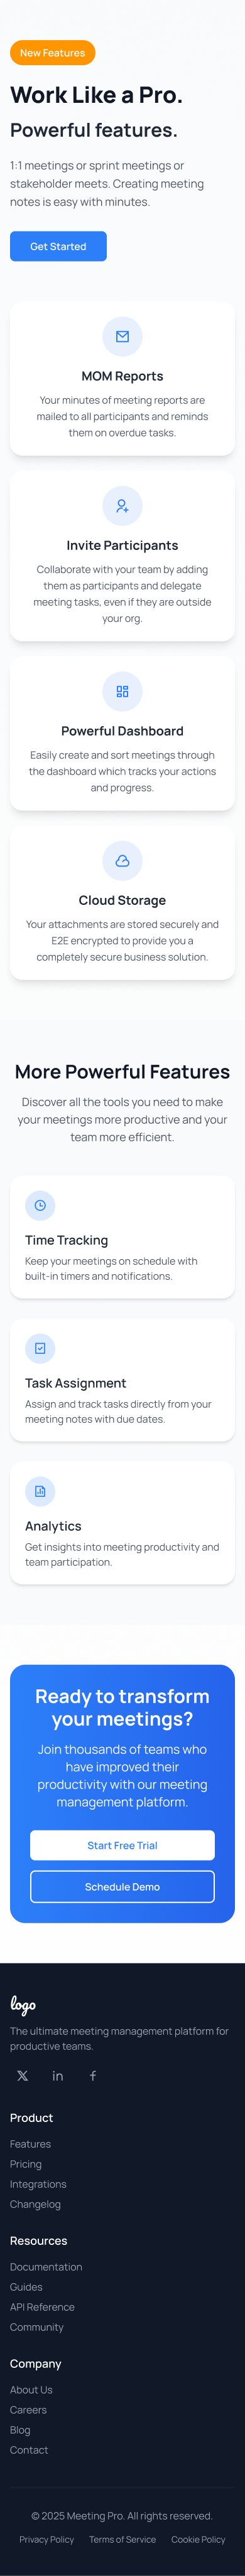 New Features
Work Like a Pro.
Powerful features.
1:1 meetings or sprint meetings or
stakeholder meets. Creating meeting
notes is easy with minutes.
Get Started
MOM Reports
Your minutes of meeting reports are
mailed to all participants and reminds
them on overdue tasks.
Invite Participants
Collaborate with your team by adding
them as participants and delegate
meeting tasks, even if they are outside
your org.
Powerful Dashboard
Easily create and sort meetings through
the dashboard which tracks your actions
and progress.
Cloud Storage
Your attachments are stored securely and
E2E encrypted to provide you a
completely secure business solution.
More Powerful Features
Discover all the tools you need to make
your meetings more productive and your
team more efficient.
Time Tracking
Keep your meetings on schedule with
built-in timers and notifications.
Task Assignment
Assign and track tasks directly from your
meeting notes with due dates.
Analytics
Get insights into meeting productivity and
team participation.
Ready to transform
your meetings?
Join thousands of teams who
have improved their
productivity with our meeting
management platform.
Start Free Trial
Schedule Demo
logo
The ultimate meeting management platform for
productive teams.
Product
Features
Pricing
Integrations
Changelog
Resources
Documentation
Guides
API Reference
Community
Company
About Us
Careers
Blog
Contact
© 2025 Meeting Pro. All rights reserved.
Privacy Policy Terms of Service Cookie Policy